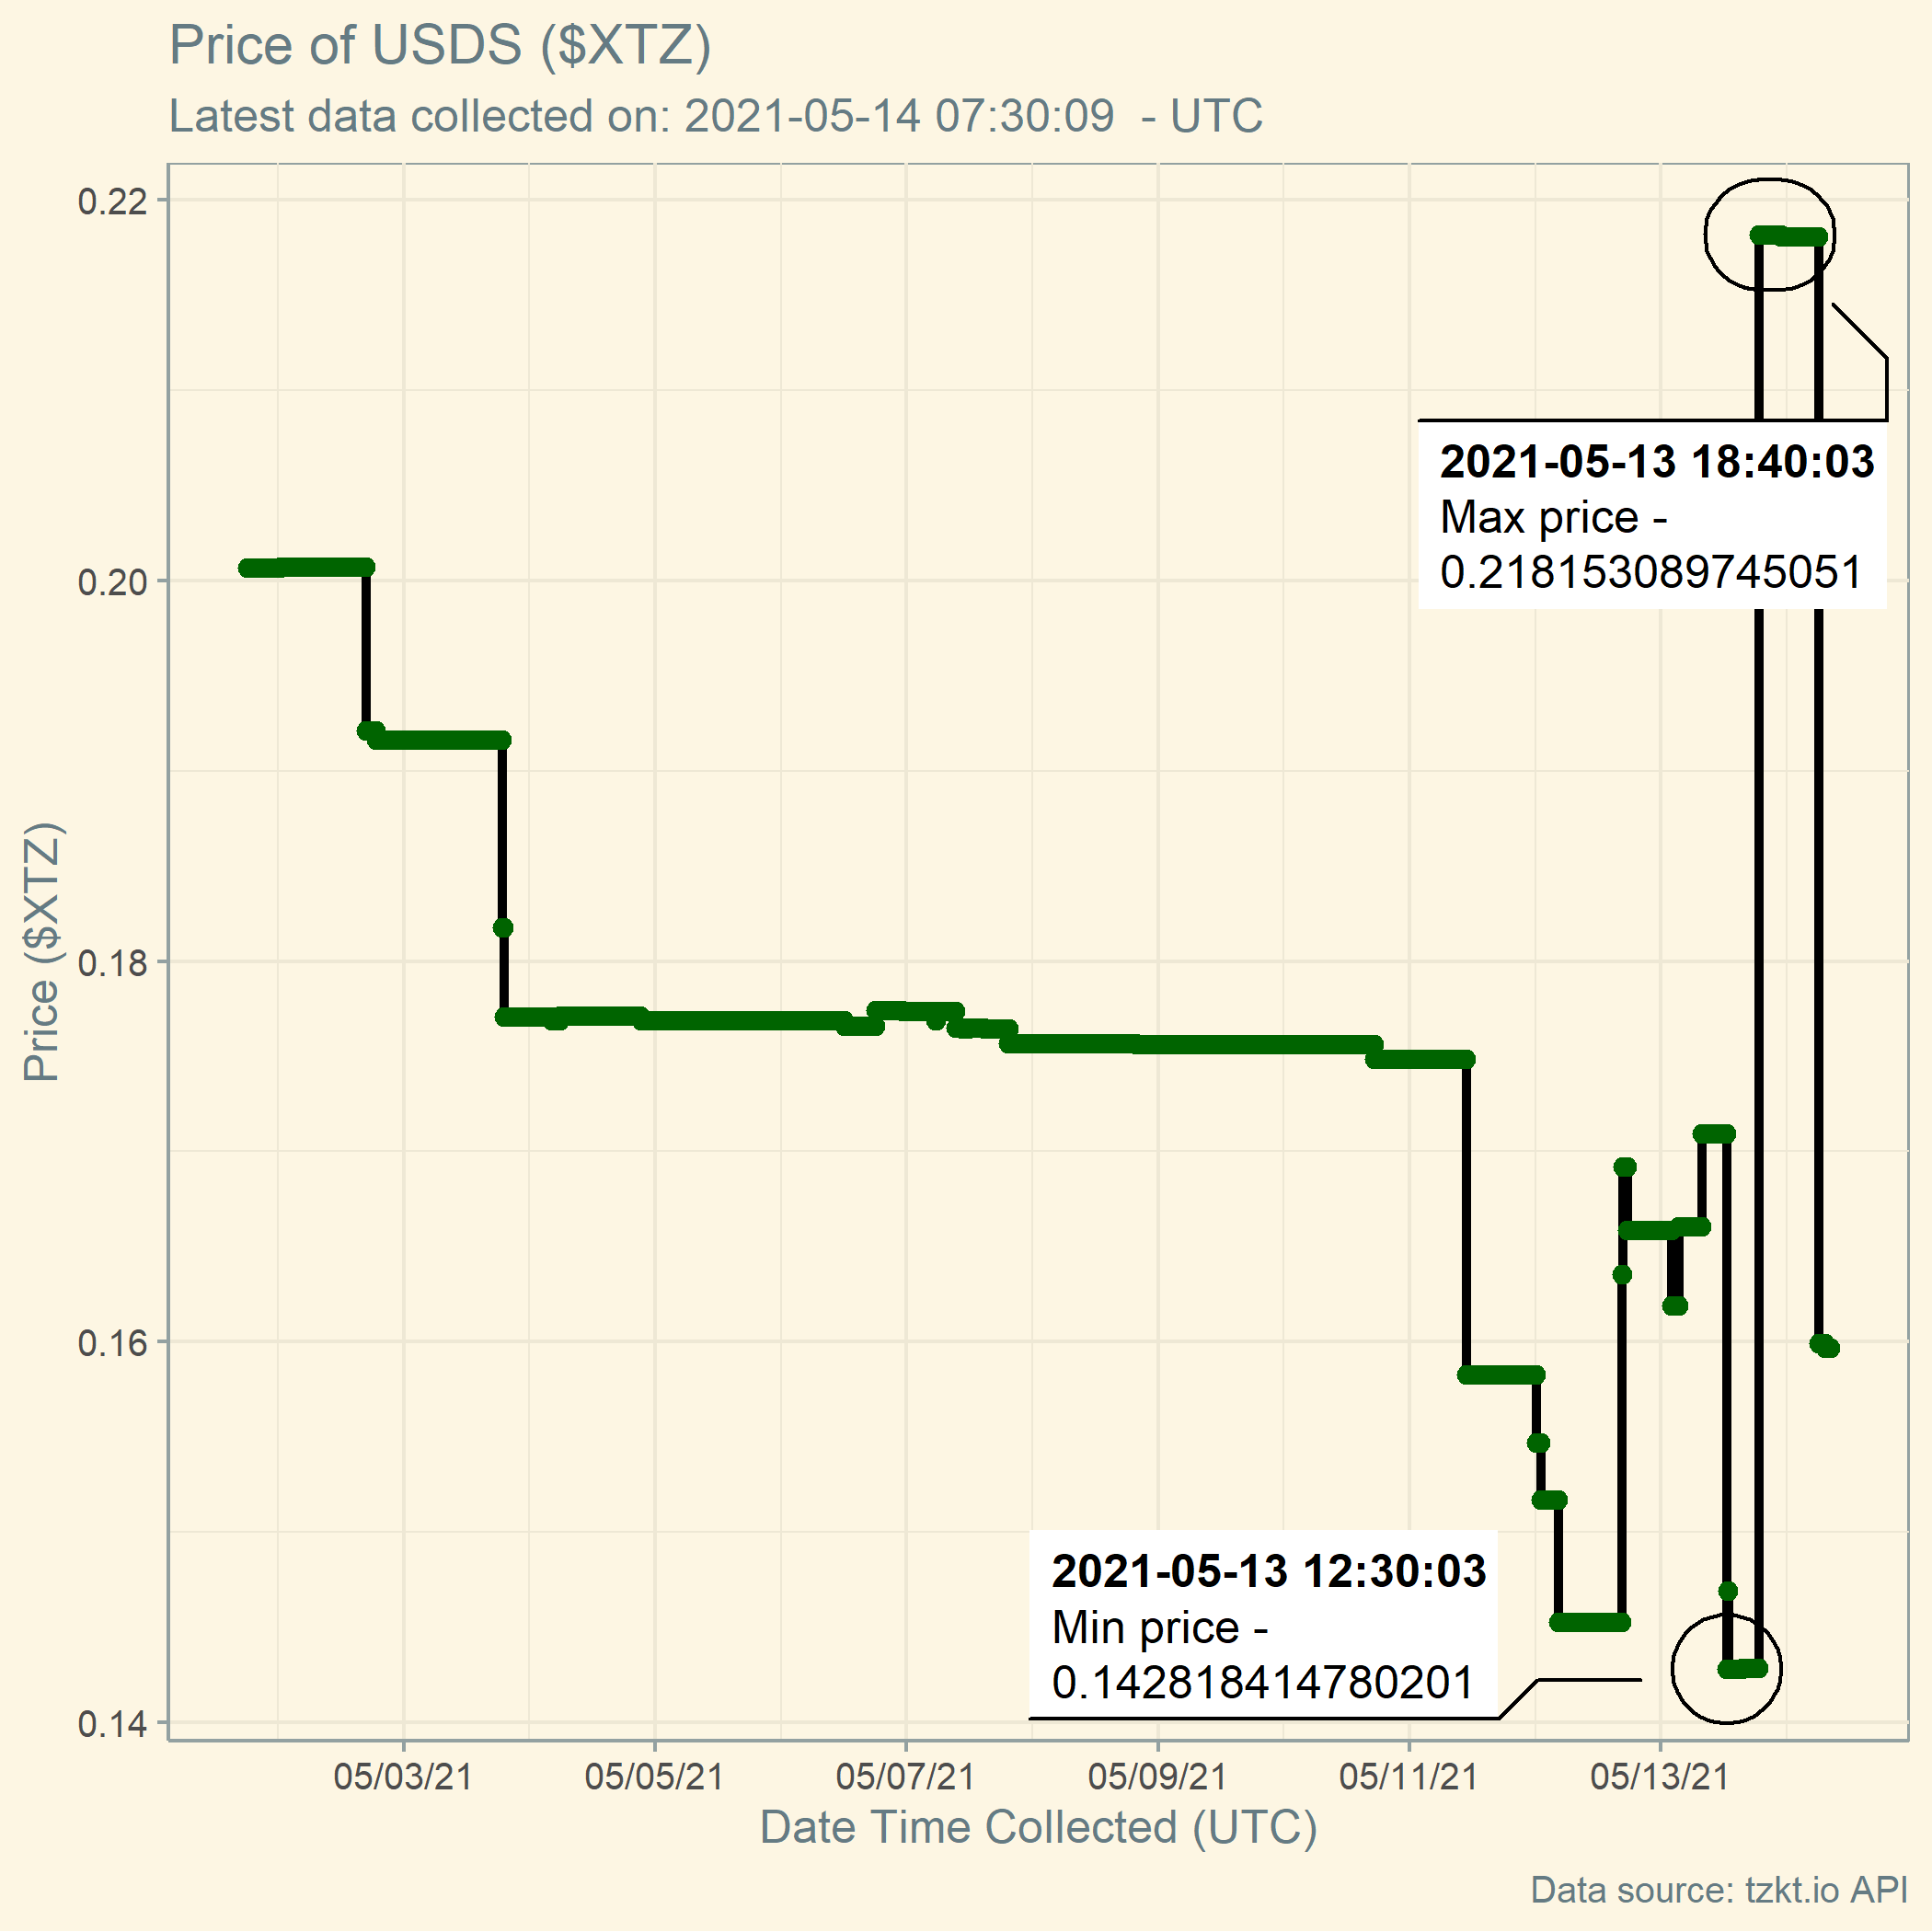 Price of USDS ($XTZ)
Latest data collected on: 2021-05-14 07:30:09  - UTC
Price ($XTZ)
0.22
0.20
0.18
0.16
0.14
2021-05-13 18:40:03
Max price -
0.218153089745051
2021-05-13 12:30:03
Min price -
0.142818414780201
05/03/21
05/05/21
05/07/21
05/09/21
05/11/21
05/13/21
Date Time Collected (UTC)
Data source: tzkt.io API